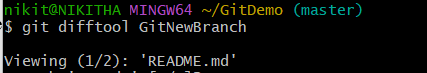 nikit@NIKITHA MINGW64 ~/GitDemo (master)
$ git difftool GitNewBranch
Viewing (1/2): 'README.md'